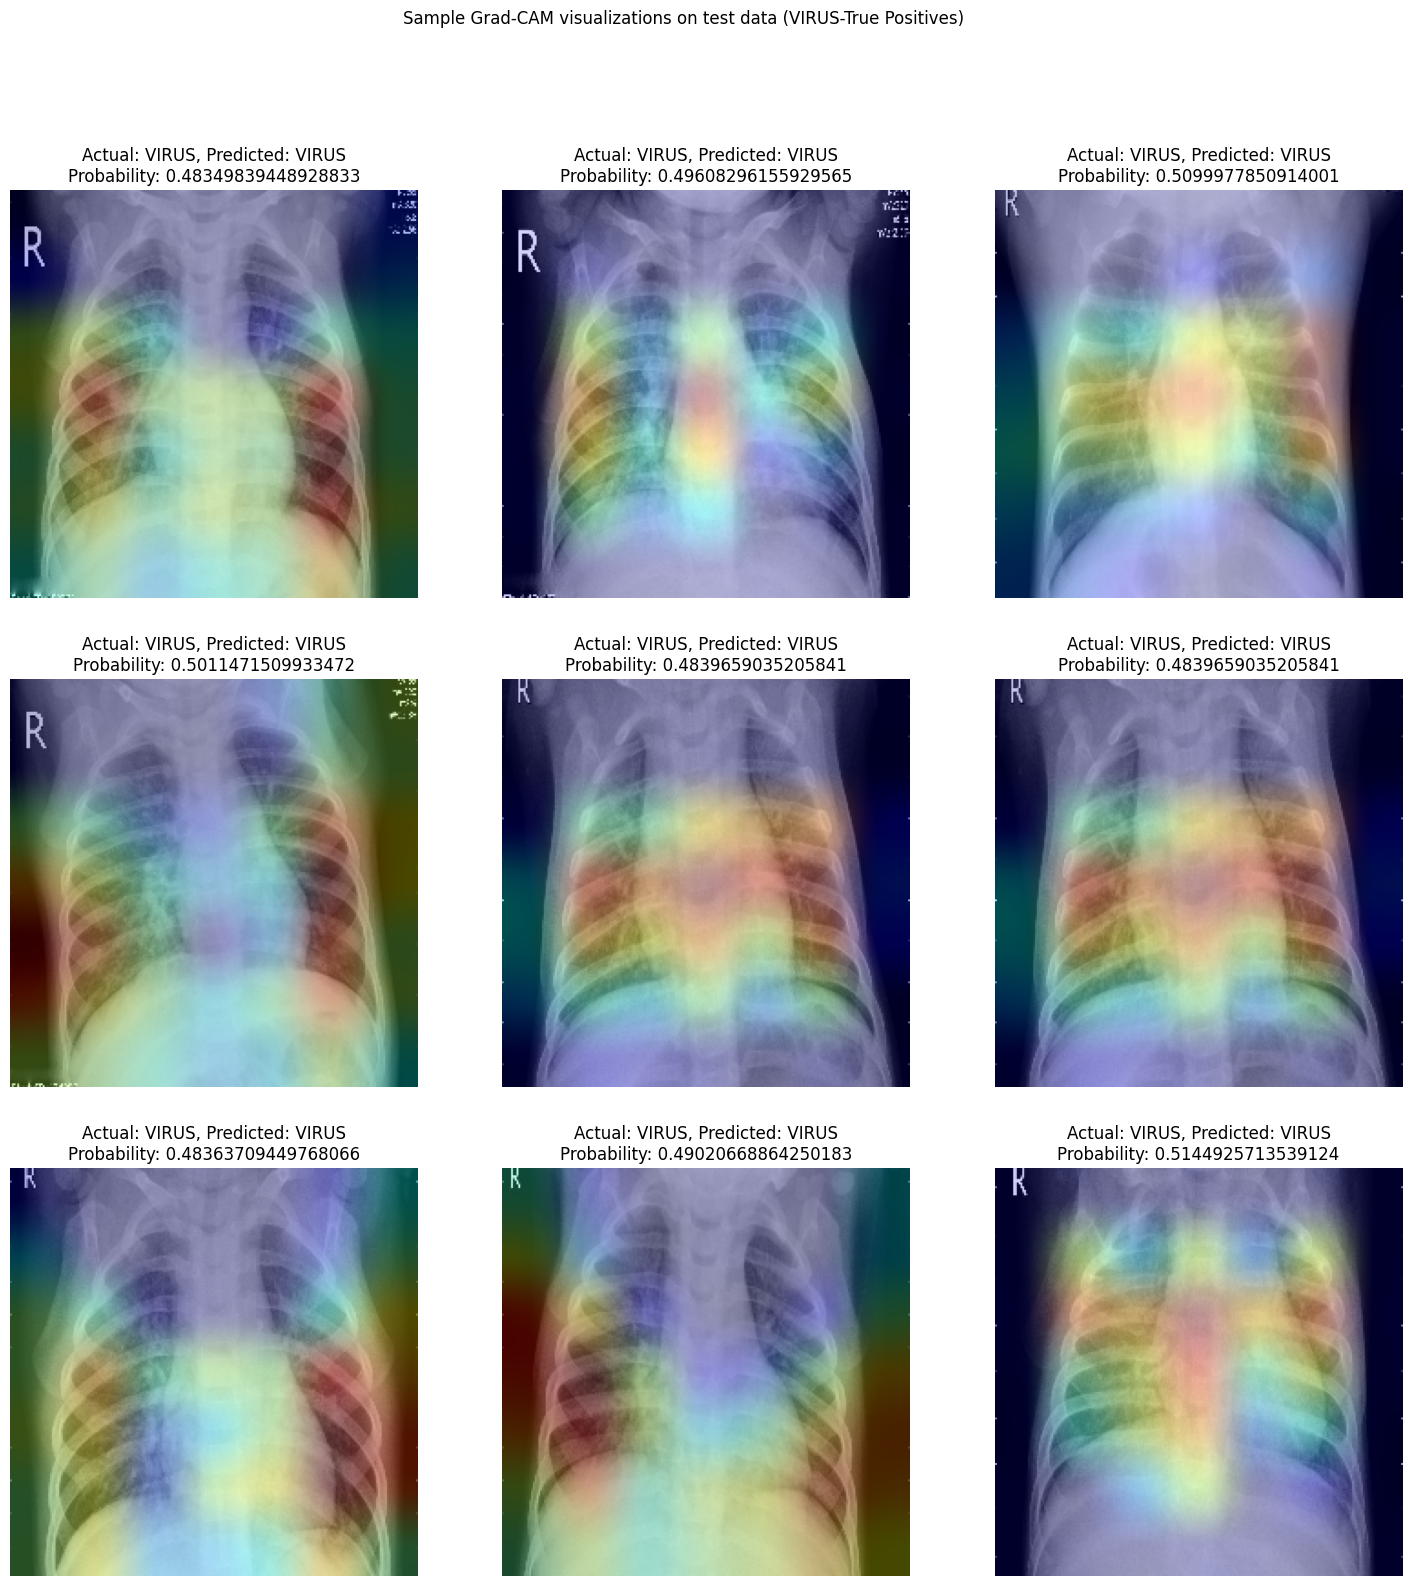 Sample Grad-CAM visualizations on test data (VIRUS-True Positives)
Actual: VIRUS, Predicted: VIRUS
Probability: 0.48349839448928833
R
Actual: VIRUS, Predicted: VIRUS
Probability: 0.49608296155929565
R
Actual: VIRUS, Predicted: VIRUS
Probability: 0.5099977850914001
R
Actual: VIRUS, Predicted: VIRUS
Probability: 0.5011471509933472
R
Actual: VIRUS, Predicted: VIRUS
Probability: 0.4839659035205841
R
Actual: VIRUS, Predicted: VIRUS
Probability: 0.4839659035205841
R
Actual: VIRUS, Predicted: VIRUS
Probability: 0.48363709449768066
R
Actual: VIRUS, Predicted: VIRUS
Probability: 0.49020668864250183
R
Actual: VIRUS, Predicted: VIRUS
Probability: 0.5144925713539124
R